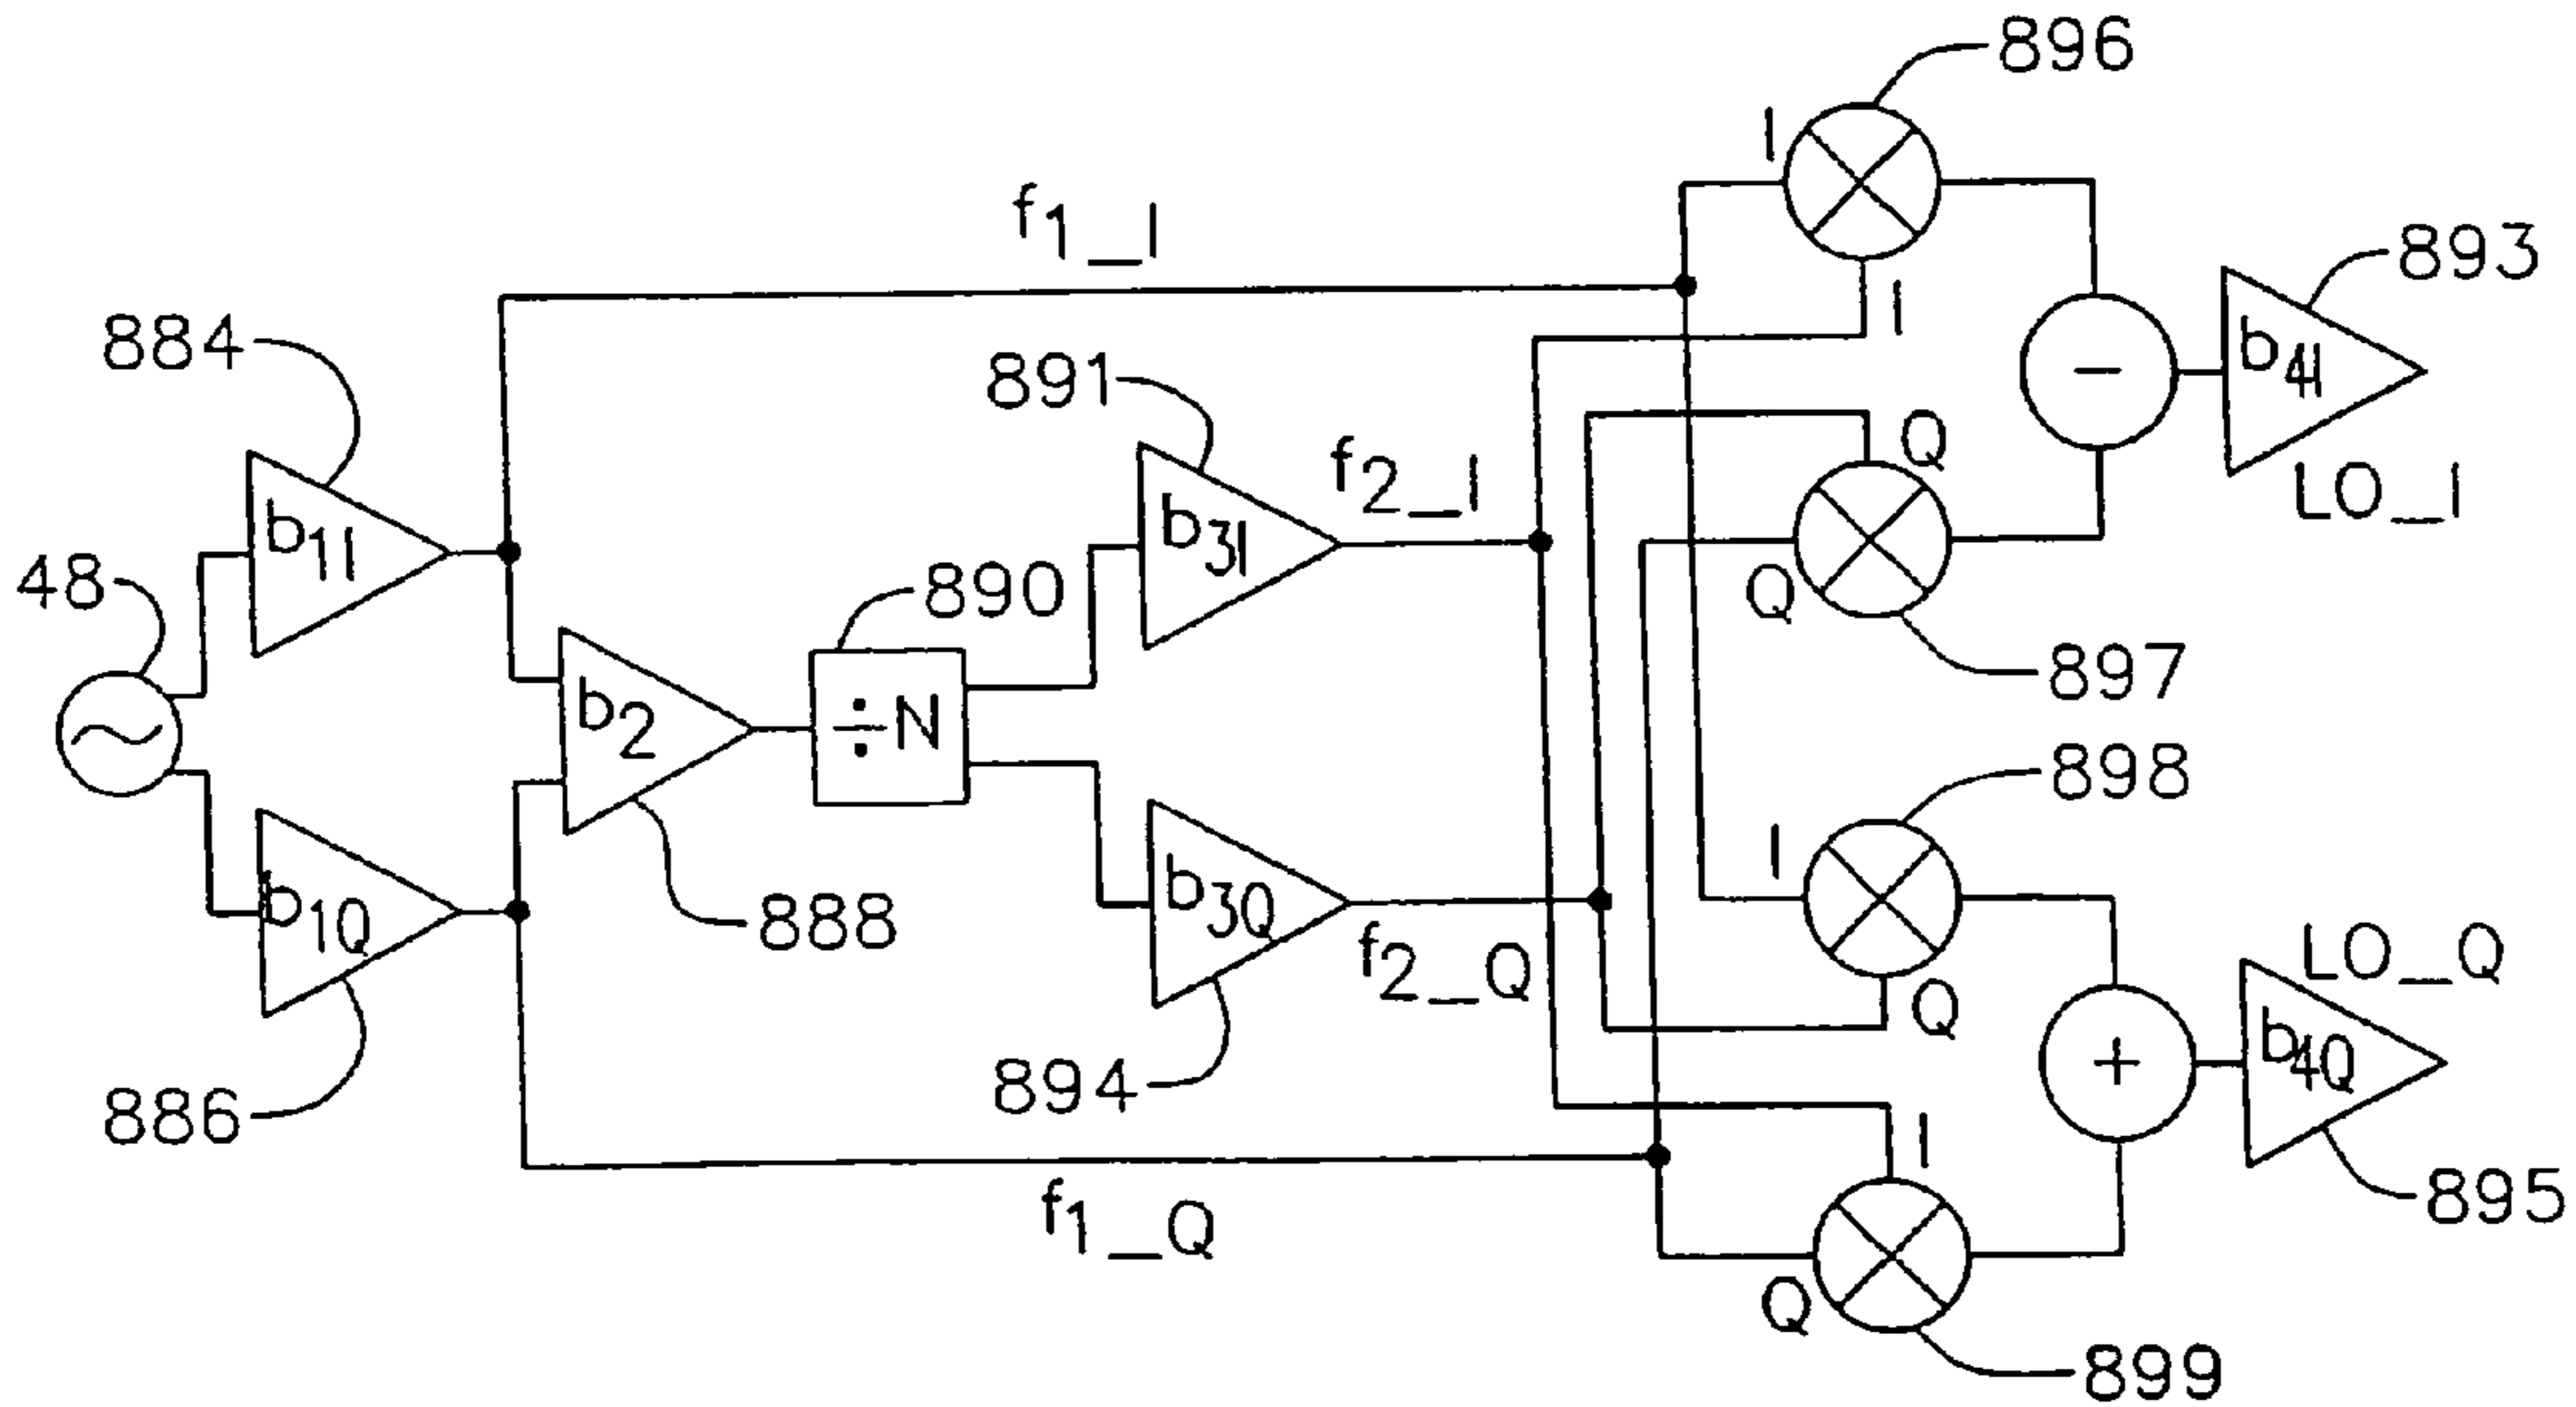 896
I
f1_I
893
884
I
b4I
891
Q
f2_I
LO_I
b1I
b3I
48
890
Q
897
b2
÷N
898
I
b3Q
b1Q
888
LO_Q
f2_Q
Q
b4Q
894
886
I
895
f1_Q
Q
899
−
+